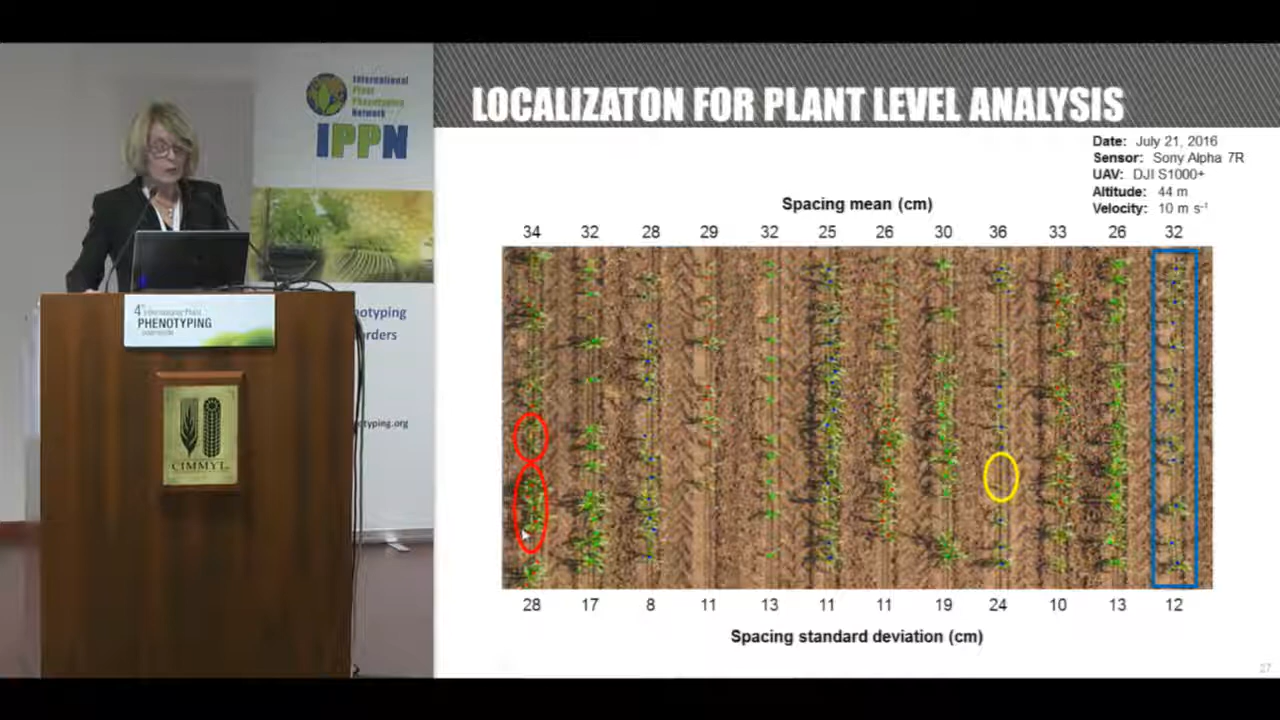 International
Plant
Phenotyping
Network
IPPN
4th International Plant
PHENOTYPING
notyping
orders
typing.org
CIMMYT
LOCALIZATON FOR PLANT LEVEL ANALYSIS
Date: July 21, 2016
Sensor: Sony Alpha 7R
UAV: DJI S1000+
Altitude: 44 m
Velocity: 10 m s-1
Spacing mean (cm)
34 32 28 29 32 25 26 30 36 33 26 32
28 17 8 11 13 11 11 19 24 10 13 12
Spacing standard deviation (cm)
27